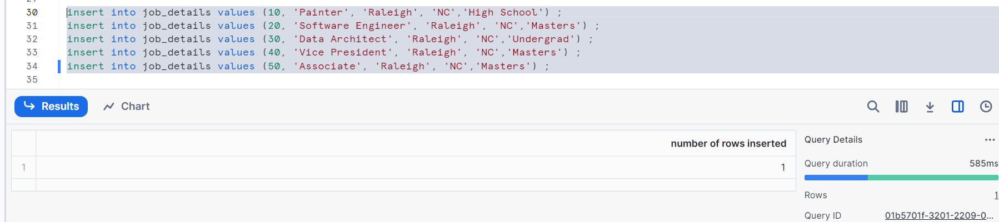 30 insert into job_details values (10, 'Painter', 'Raleigh', 'NC','High School') ;
31 insert into job_details values (20, 'Software Engineer', 'Raleigh', 'NC','Masters') ;
32 insert into job_details values (30, 'Data Architect', 'Raleigh', 'NC','Undergrad') ;
33 insert into job_details values (40, 'Vice President', 'Raleigh', 'NC','Masters') ;
34 insert into job_details values (50, 'Associate', 'Raleigh', 'NC','Masters') ;
35
Results Chart
number of rows inserted
1 1
Query Details ...
Query duration 585ms
Rows 1
Query ID 01b5701f-3201-2209-0...